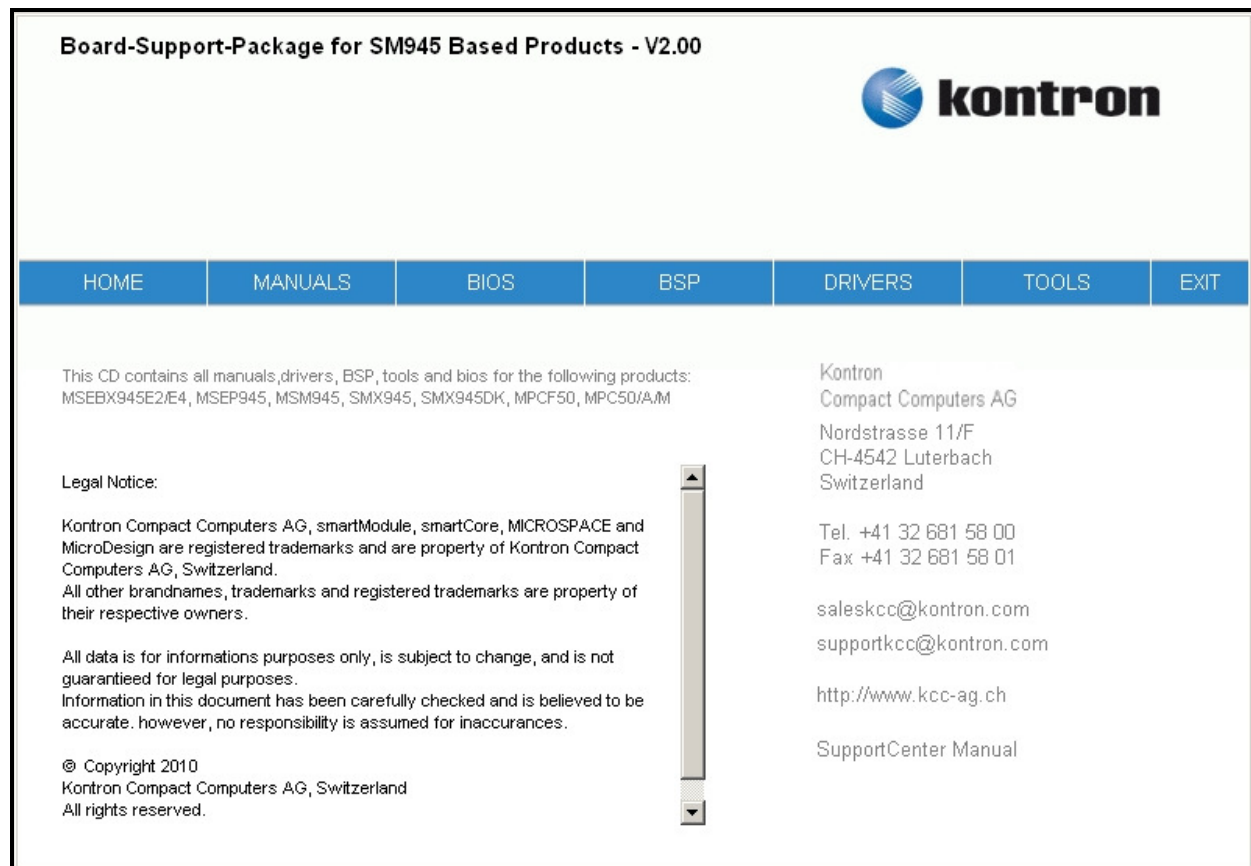 Board-Support-Package for SM945 Based Products - V2.00
kontron
HOME MANUALS BIOS BSP DRIVERS TOOLS EXIT
This CD contains all manuals,drivers, BSP, tools and bios for the following products:
MSEBX945E2/E4, MSEP945, MSM945, SMX945, SMX945DK, MPCF50, MPC50/A/M
Legal Notice:
Kontron Compact Computers AG, smartModule, smartCore, MICROSPACE and
MicroDesign are registered trademarks and are property of Kontron Compact
Computers AG, Switzerland.
All other brandnames, trademarks and registered trademarks are property of
their respective owners.
All data is for informations purposes only, is subject to change, and is not
guarantieed for legal purposes.
Information in this document has been carefully checked and is believed to be
accurate. however, no responsibility is assumed for inaccurances.
© Copyright 2010
Kontron Compact Computers AG, Switzerland
All rights reserved.
Kontron
Compact Computers AG
Nordstrasse 11/F
CH-4542 Luterbach
Switzerland
Tel. +41 32 681 58 00
Fax +41 32 681 58 01
saleskcc@kontron.com
supportkcc@kontron.com
http://www.kcc-ag.ch
SupportCenter Manual